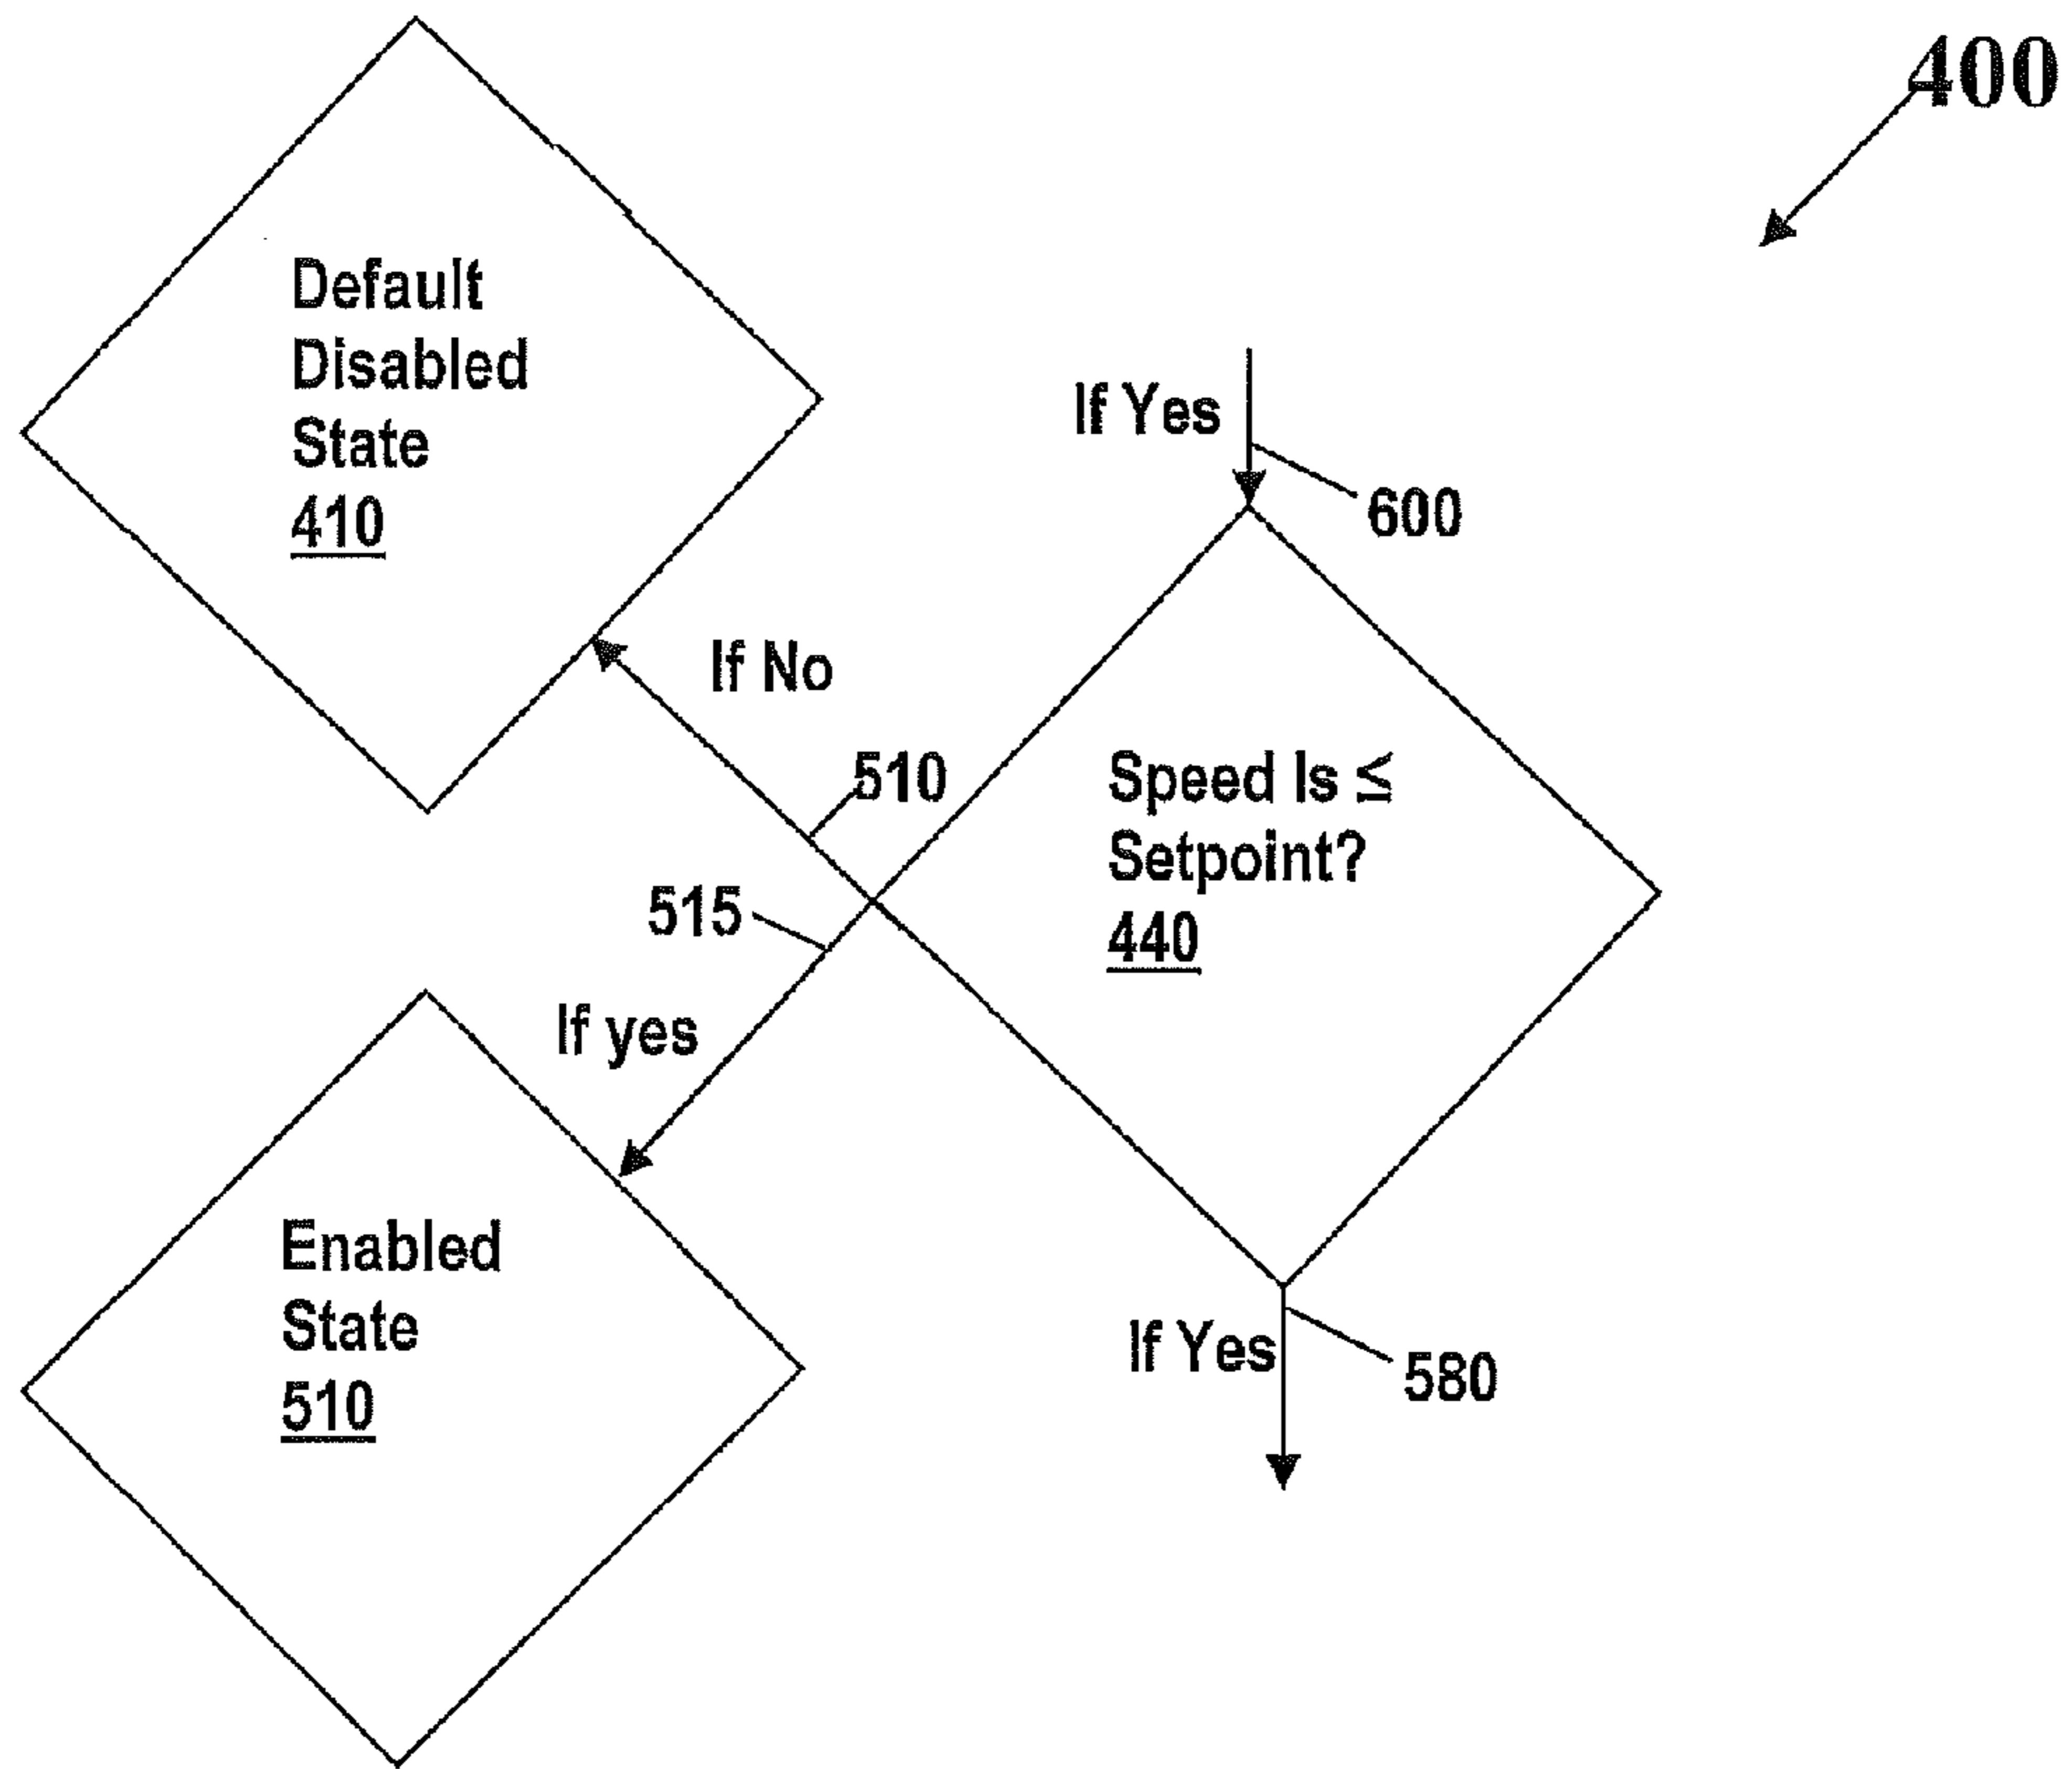 400
Default
Disabled
State
410
If Yes
600
If No
510
Speed Is ≤
Setpoint?
440
515
If yes
Enabled
State
510
If Yes
580